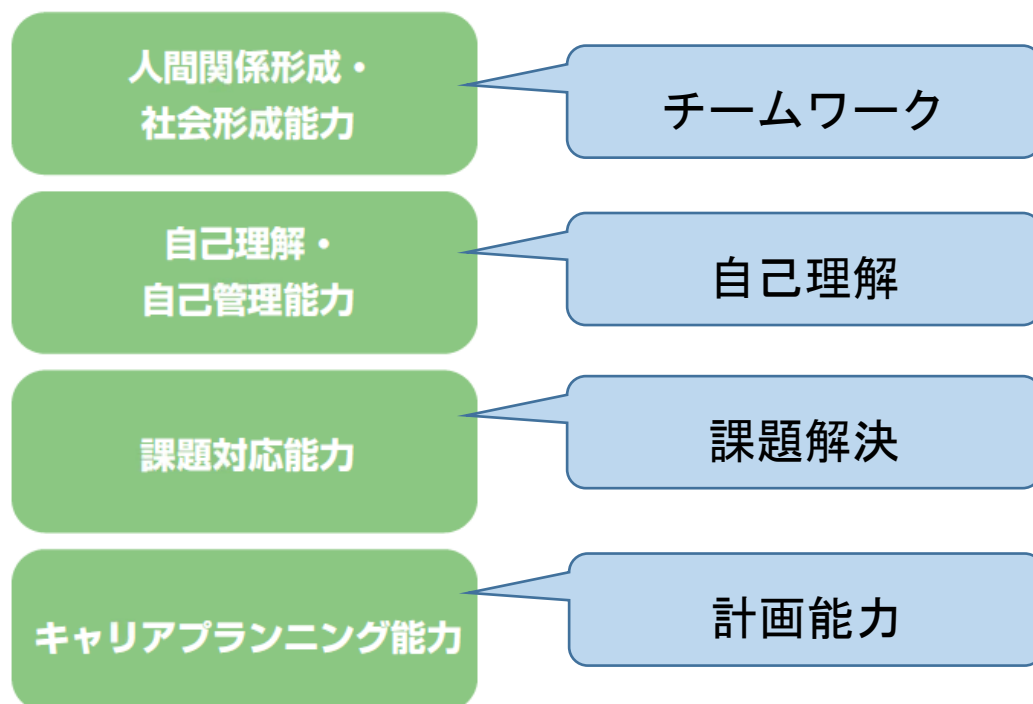 人間関係形成・
社会形成能力
チームワーク
自己理解・
自己管理能力
自己理解
課題対応能力
課題解決
キャリアプランニング能力
計画能力